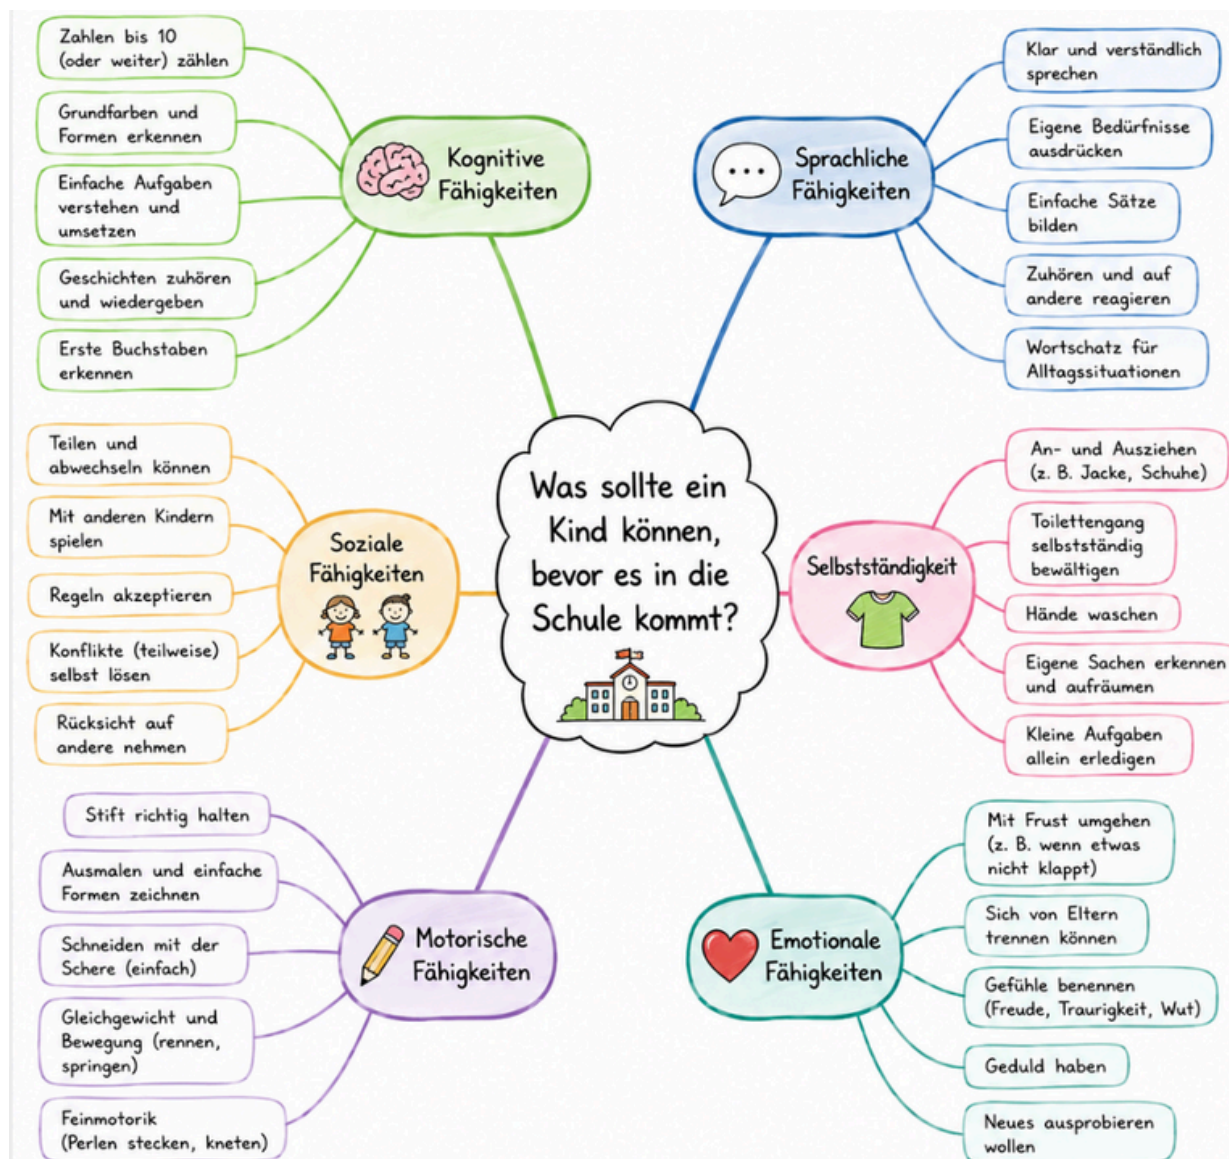 Zahlen bis 10
(oder weiter) zählen
Grundfarben und
Formen erkennen
Einfache Aufgaben
verstehen und
umsetzen
Geschichten zuhören
und wiedergeben
Erste Buchstaben
erkennen
Kognitive
Fähigkeiten
Sprachliche
Fähigkeiten
Klar und verständlich
sprechen
Eigene Bedürfnisse
ausdrücken
Einfache Sätze
bilden
Zuhören und auf
andere reagieren
Wortschatz für
Alltagssituationen
Teilen und
abwechseln können
Mit anderen Kindern
spielen
Regeln akzeptieren
Konflikte (teilweise)
selbst lösen
Rücksicht auf
andere nehmen
Soziale
Fähigkeiten
Was sollte ein
Kind können,
bevor es in die
Schule kommt?
Selbstständigkeit
An- und Ausziehen
(z. B. Jacke, Schuhe)
Toilettengang
selbstständig
bewältigen
Hände waschen
Eigene Sachen erkennen
und aufräumen
Kleine Aufgaben
allein erledigen
Stift richtig halten
Ausmalen und einfache
Formen zeichnen
Schneiden mit der
Schere (einfach)
Gleichgewicht und
Bewegung (rennen,
springen)
Feinmotorik
(Perlen stecken, kneten)
Motorische
Fähigkeiten
Emotionale
Fähigkeiten
Mit Frust umgehen
(z. B. wenn etwas
nicht klappt)
Sich von Eltern
trennen können
Gefühle benennen
(Freude, Traurigkeit, Wut)
Geduld haben
Neues ausprobieren
wollen